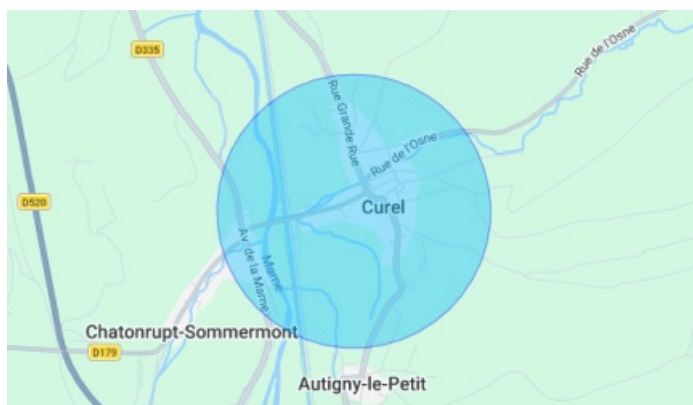 D335
Rue de l'Osne
Rue Grande Rue
Rue de l'Osne
D520
Curel
Av. de la Marne
Marne
Chatonrupt-Sommermont
D179
Autigny-le-Petit